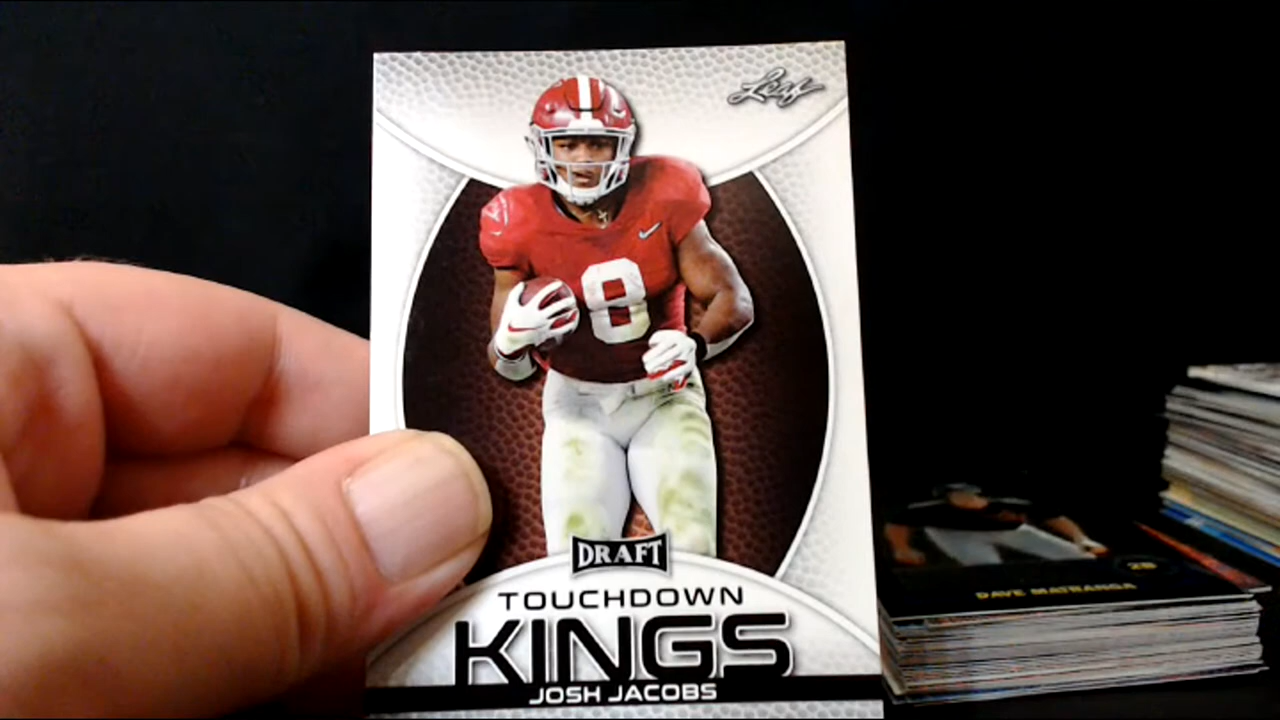 Leaf
8
DRAFT
TOUCHDOWN
KINGS
JOSH JACOBS
28
DAVE MATRANGA